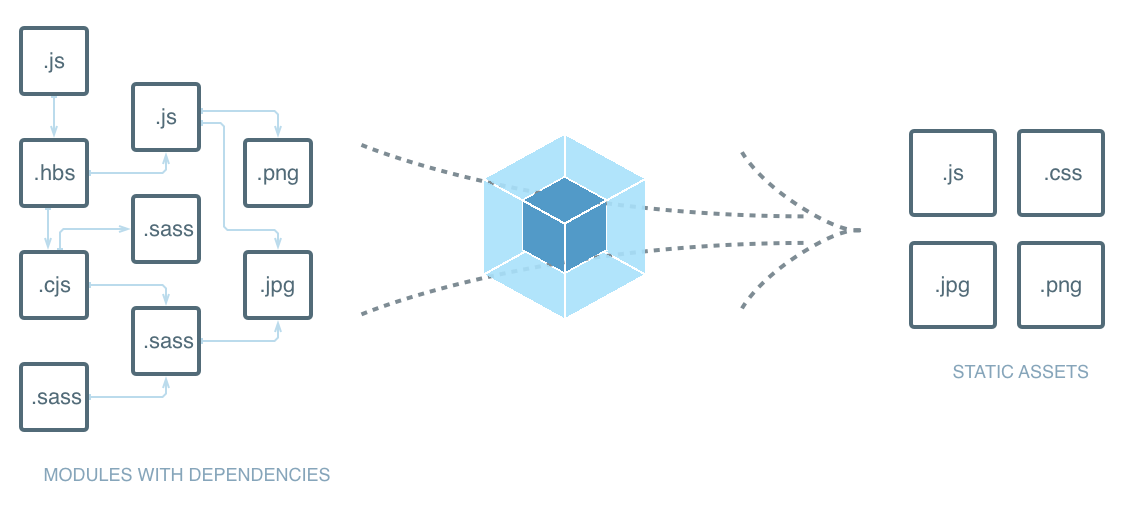 .js
.js
.hbs
.png
.sass
.cjs
.jpg
.sass
.sass
MODULES WITH DEPENDENCIES
.js
.css
.jpg
.png
STATIC ASSETS